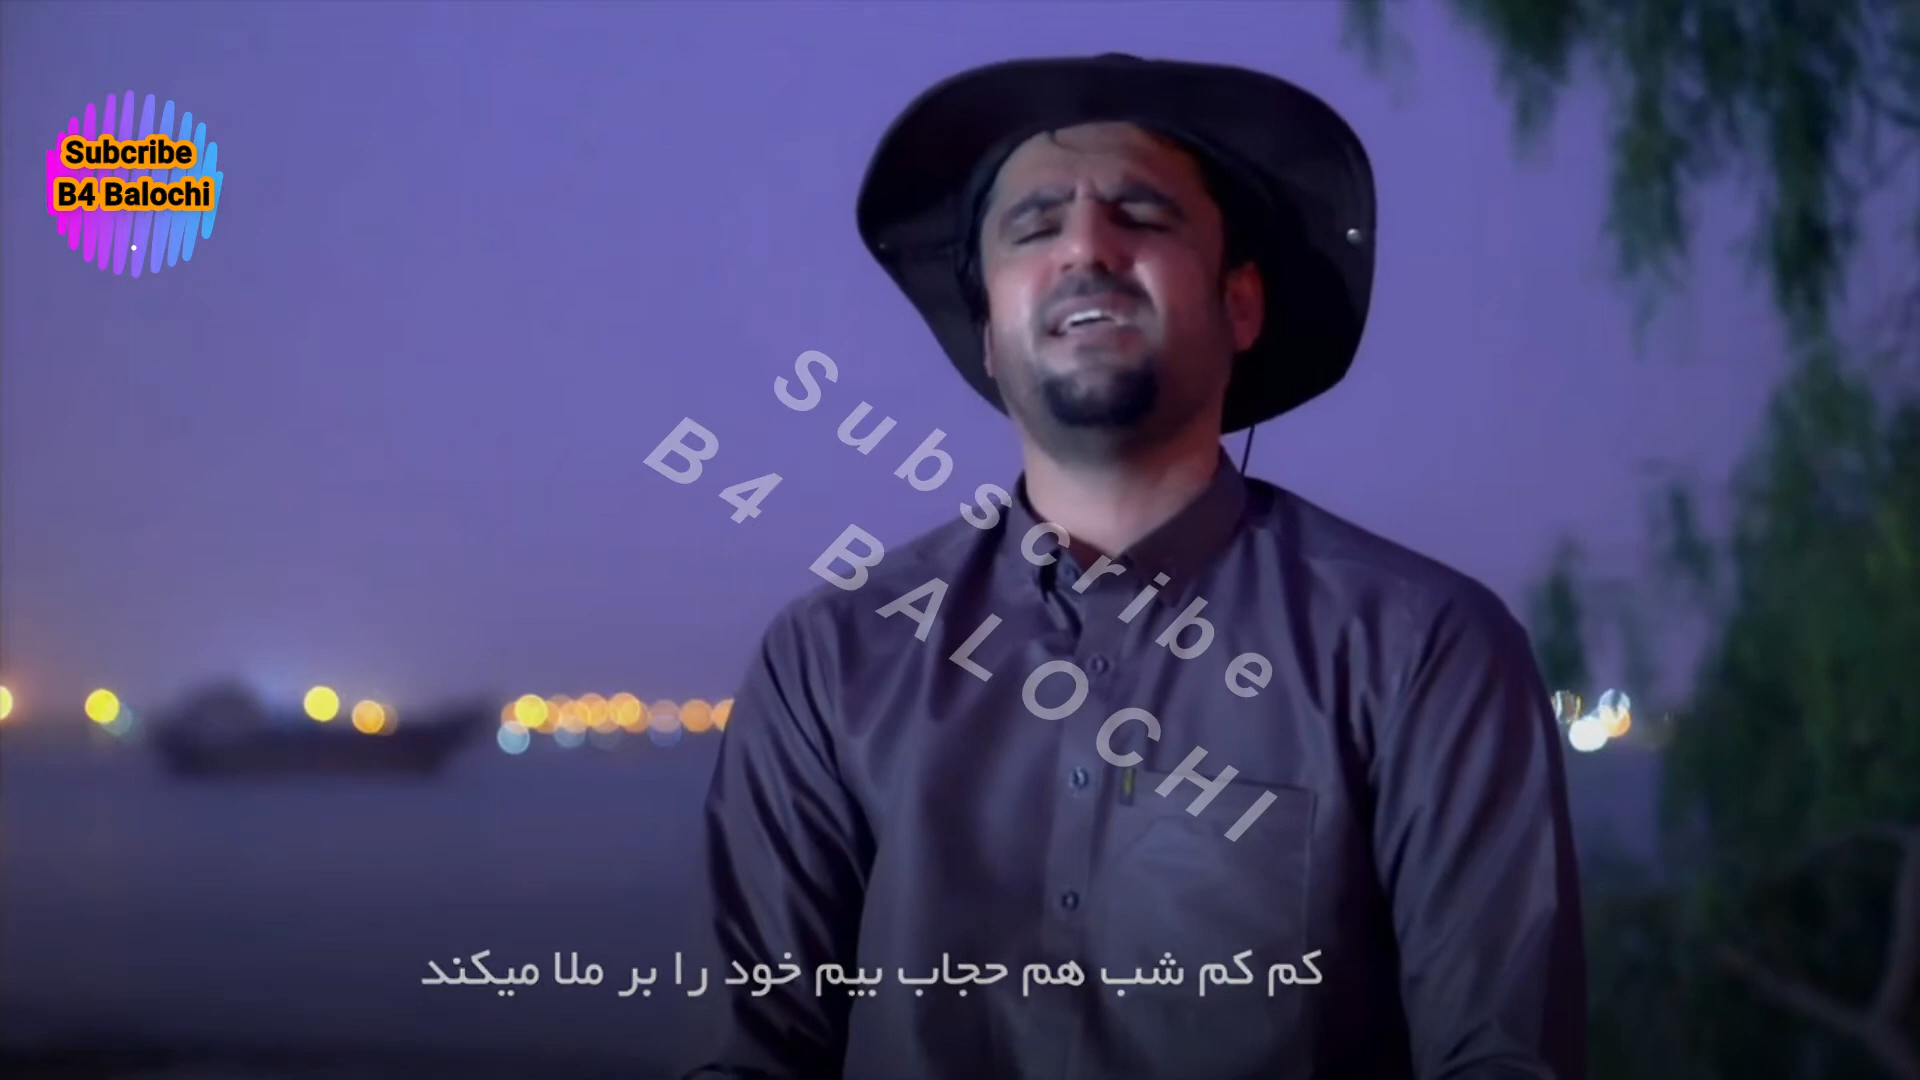 Subcribe
B4 Balochi
Subscribe
B4 BALOCHI
کم کم شب هم حجاب بیم خود را بر ملا میکند